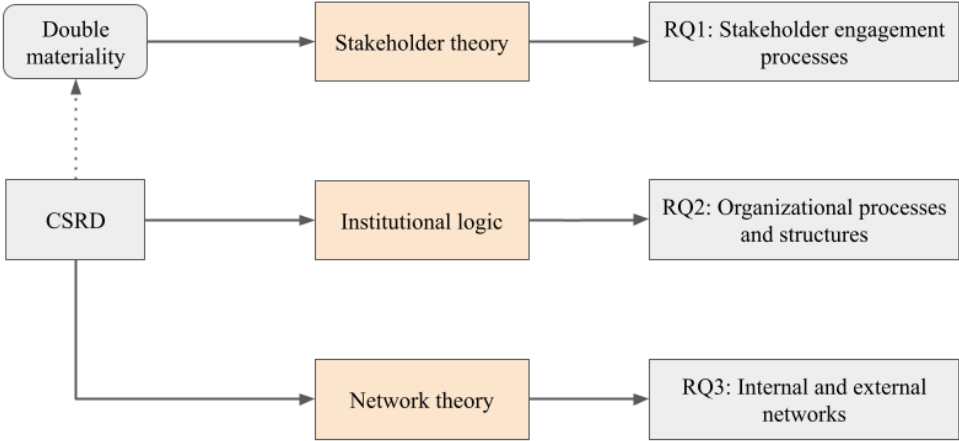 Double
materiality
Stakeholder theory
RQ1: Stakeholder engagement
processes
CSRD
Institutional logic
RQ2: Organizational processes
and structures
Network theory
RQ3: Internal and external
networks